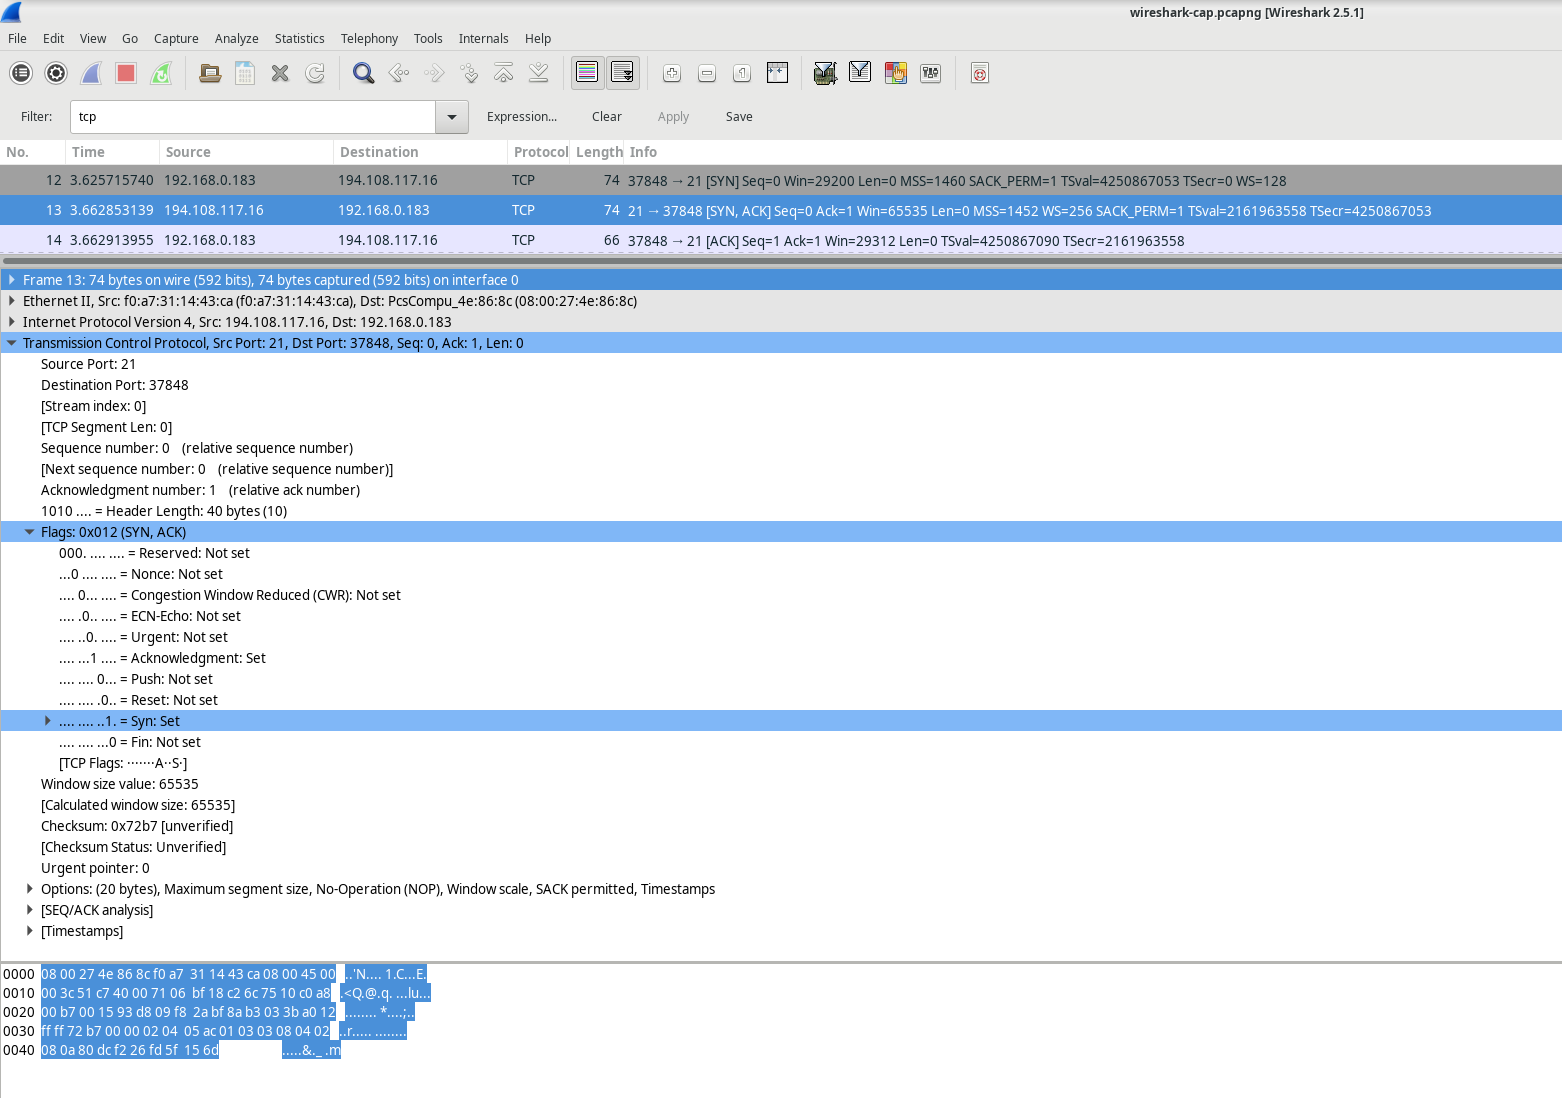 wireshark-cap.pcapng [Wireshark 2.5.1]
File Edit View Go Capture Analyze Statistics Telephony Tools Internals Help
Filter: tcp Expression... Clear Apply Save
No. Time Source Destination Protocol Length Info
12 3.625715740 192.168.0.183 194.108.117.16 TCP 74 37848 → 21 [SYN] Seq=0 Win=29200 Len=0 MSS=1460 SACK_PERM=1 TSval=4250867053 TSecr=0 WS=128
13 3.662853139 194.108.117.16 192.168.0.183 TCP 74 21 → 37848 [SYN, ACK] Seq=0 Ack=1 Win=65535 Len=0 MSS=1452 WS=256 SACK_PERM=1 TSval=2161963558 TSecr=4250867053
14 3.662913955 192.168.0.183 194.108.117.16 TCP 66 37848 → 21 [ACK] Seq=1 Ack=1 Win=29312 Len=0 TSval=4250867090 TSecr=2161963558
Frame 13: 74 bytes on wire (592 bits), 74 bytes captured (592 bits) on interface 0
Ethernet II, Src: f0:a7:31:14:43:ca (f0:a7:31:14:43:ca), Dst: PcsCompu_4e:86:8c (08:00:27:4e:86:8c)
Internet Protocol Version 4, Src: 194.108.117.16, Dst: 192.168.0.183
Transmission Control Protocol, Src Port: 21, Dst Port: 37848, Seq: 0, Ack: 1, Len: 0
Source Port: 21
Destination Port: 37848
[Stream index: 0]
[TCP Segment Len: 0]
Sequence number: 0 (relative sequence number)
[Next sequence number: 0 (relative sequence number)]
Acknowledgment number: 1 (relative ack number)
1010 .... = Header Length: 40 bytes (10)
Flags: 0x012 (SYN, ACK)
000. .... .... = Reserved: Not set
...0 .... .... = Nonce: Not set
.... 0... .... = Congestion Window Reduced (CWR): Not set
.... .0.. .... = ECN-Echo: Not set
.... ..0. .... = Urgent: Not set
.... ...1 .... = Acknowledgment: Set
.... .... 0... = Push: Not set
.... .... .0.. = Reset: Not set
.... .... ..1. = Syn: Set
.... .... ...0 = Fin: Not set
[TCP Flags: ·······A··S·]
Window size value: 65535
[Calculated window size: 65535]
Checksum: 0x72b7 [unverified]
[Checksum Status: Unverified]
Urgent pointer: 0
Options: (20 bytes), Maximum segment size, No-Operation (NOP), Window scale, SACK permitted, Timestamps
[SEQ/ACK analysis]
[Timestamps]
0000 08 00 27 4e 86 8c f0 a7 31 14 43 ca 08 00 45 00 ..'N.... 1.C...E.
0010 00 3c 51 c7 40 00 71 06 bf 18 c2 6c 75 10 c0 a8 .<Q.@.q. ...lu...
0020 00 b7 00 15 93 d8 09 f8 2a bf 8a b3 03 3b a0 12 ........ *....;..
0030 ff ff 72 b7 00 00 02 04 05 ac 01 03 03 08 04 02 ..r..... ........
0040 08 0a 80 dc f2 26 fd 5f 15 6d .....&._ .m